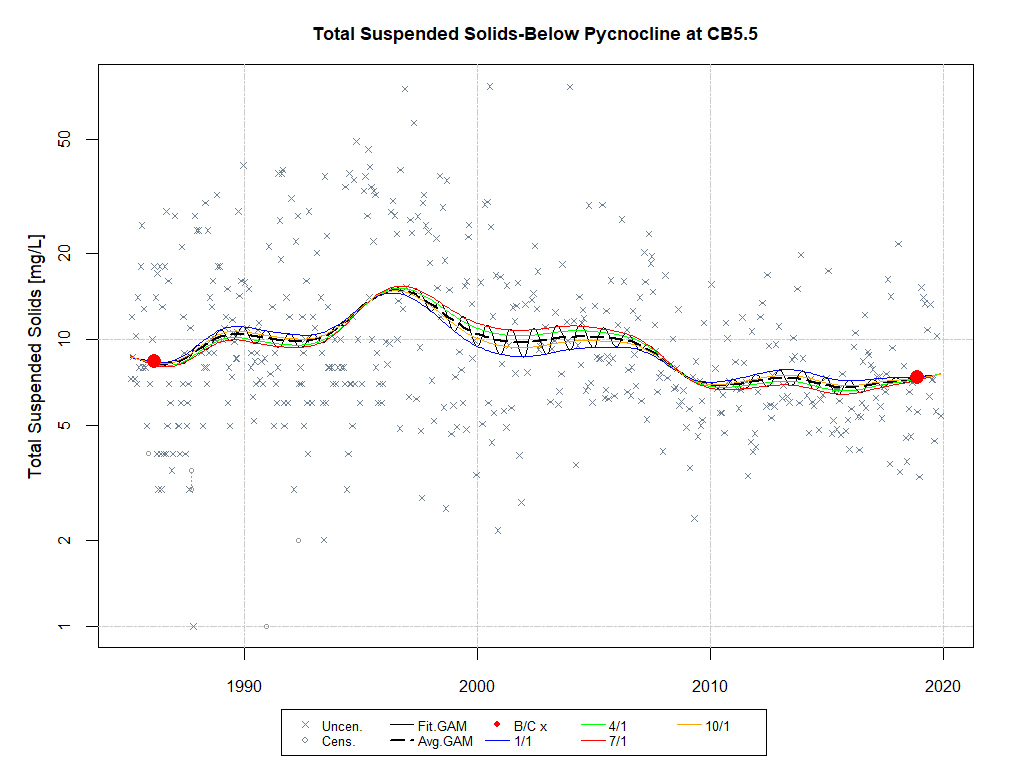 Total Suspended Solids-Below Pycnocline at CB5.5
Total Suspended Solids [mg/L]
50
20
10
5
2
1
1990 2000 2010 2020
Uncen. Fit.GAM B/C x 4/1 10/1
Cens. Avg.GAM 1/1 7/1